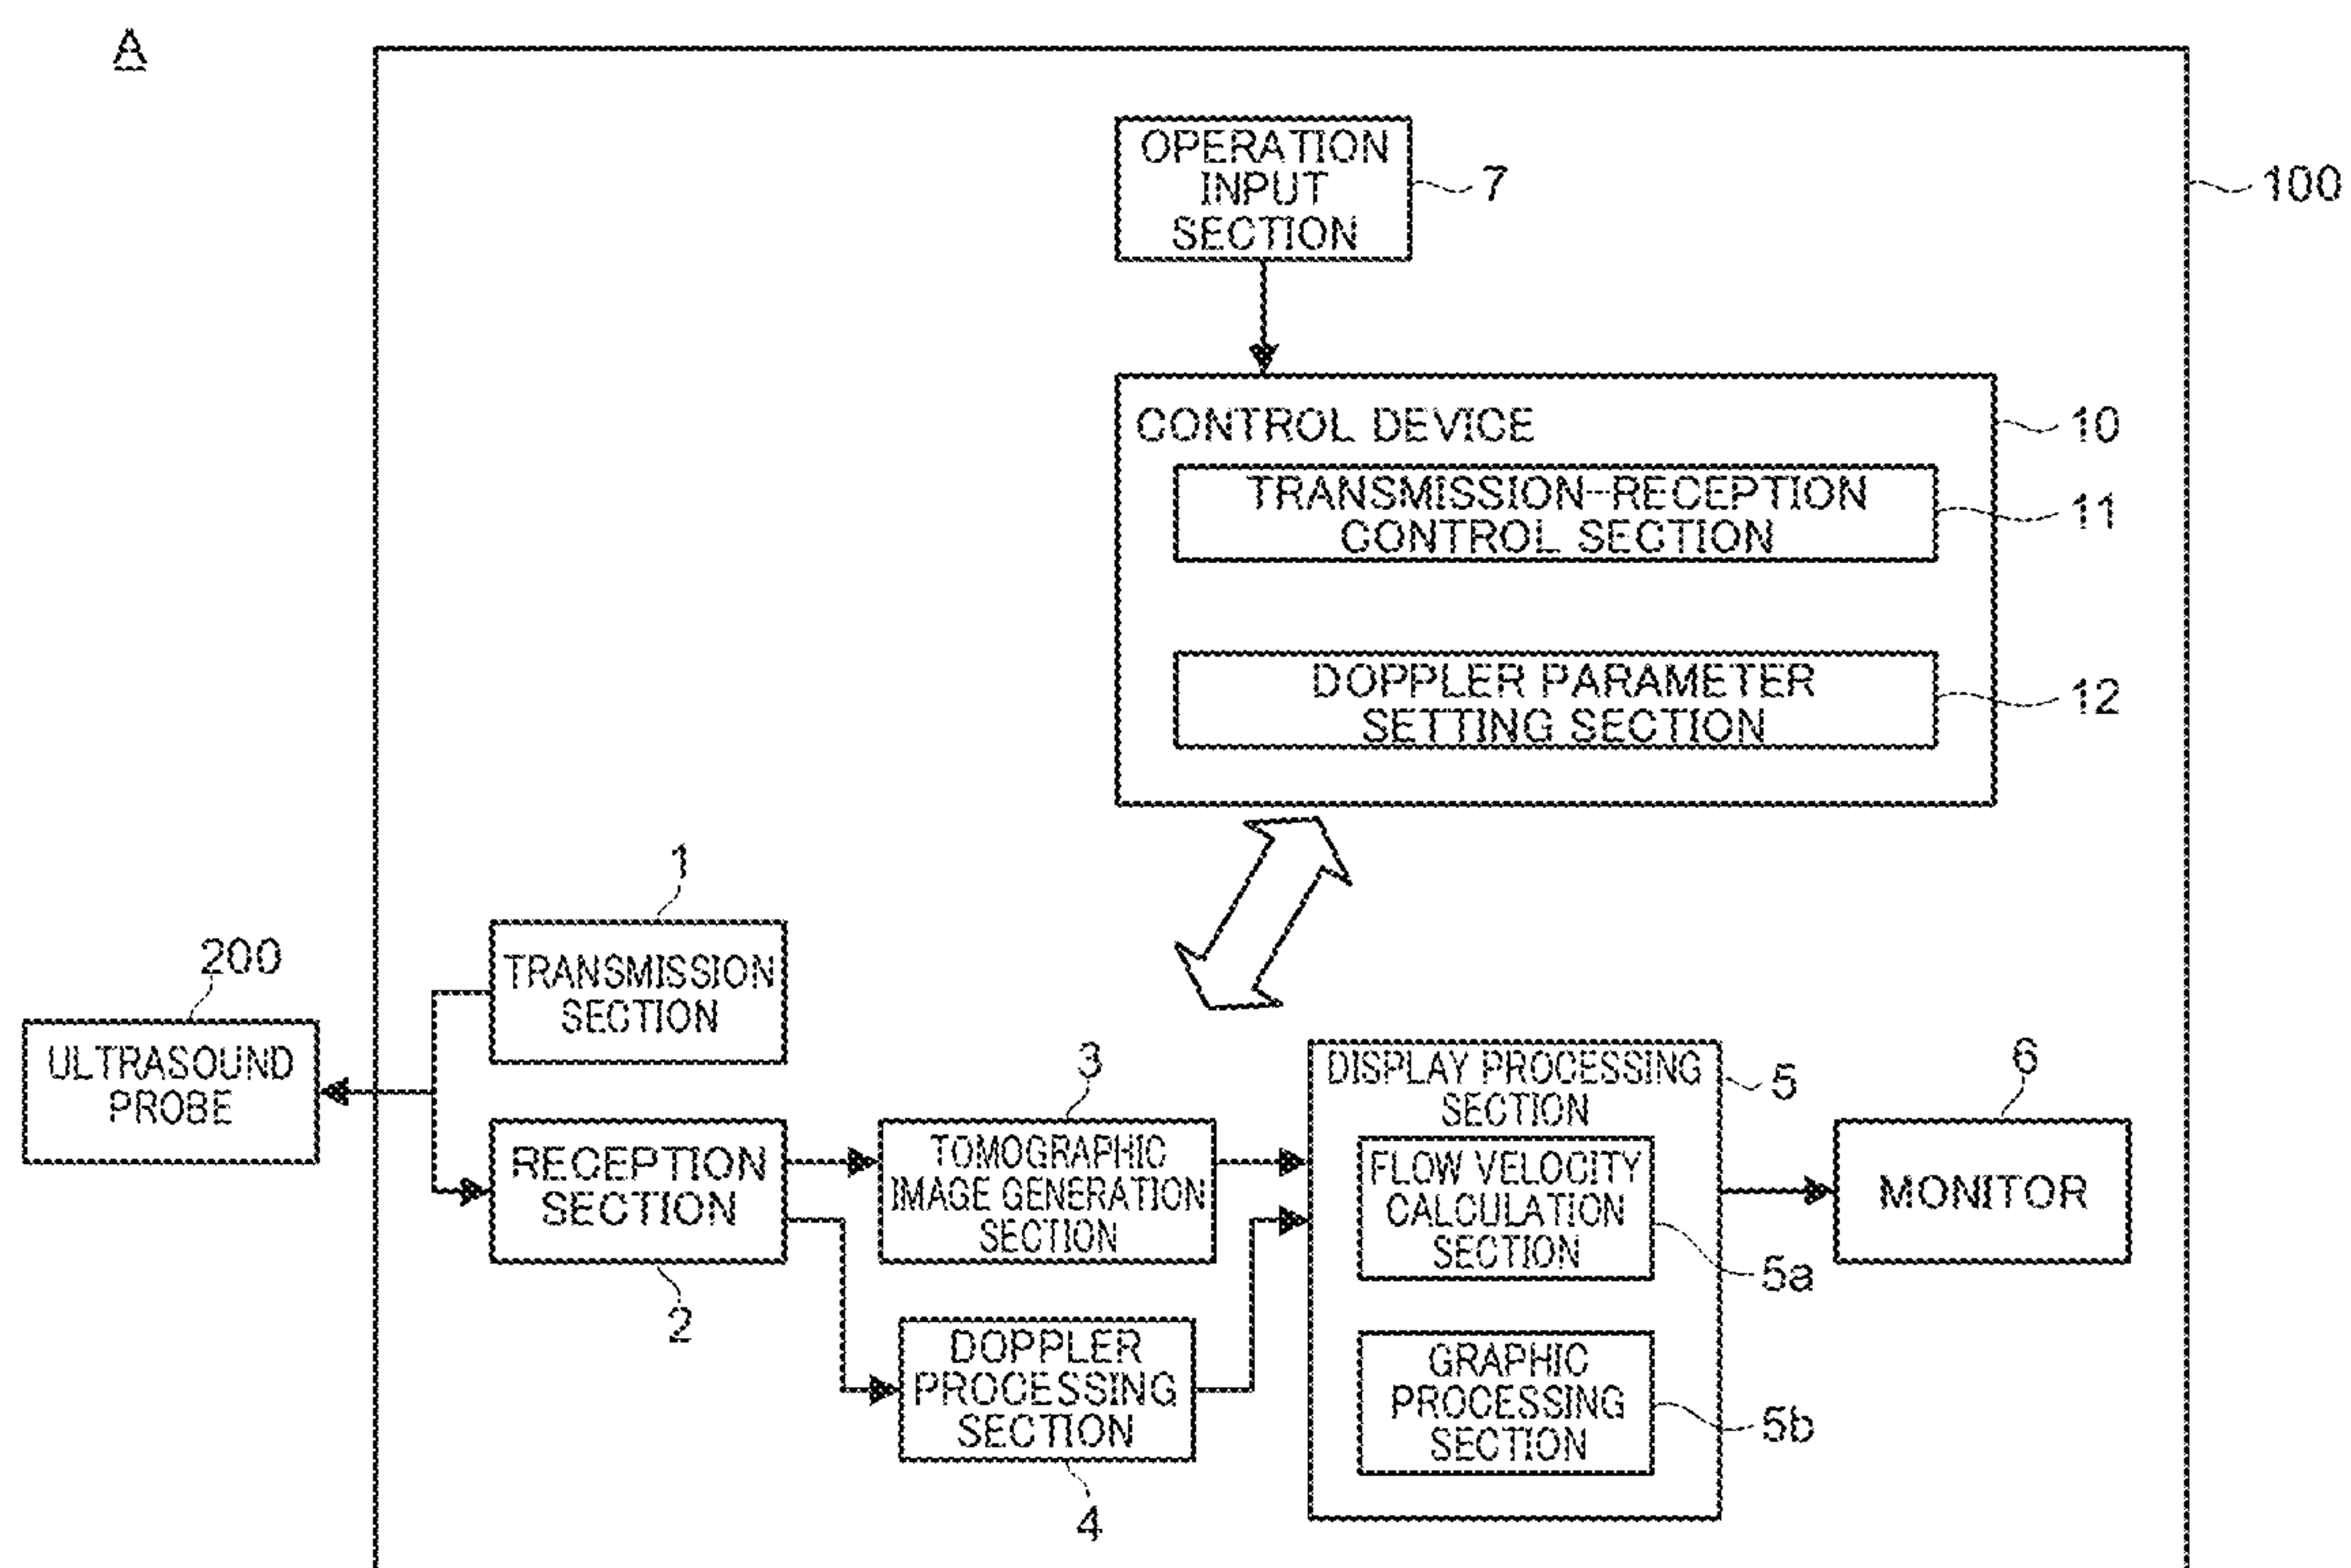 A
OPERATION
INPUT
SECTION
7
100
CONTROL DEVICE
10
TRANSMISSION-RECEPTION
CONTROL SECTION
11
DOPPLER PARAMETER
SETTING SECTION
12
1
TRANSMISSION
SECTION
200
ULTRASOUND
PROBE
RECEPTION
SECTION
2
3
TOMOGRAPHIC
IMAGE GENERATION
SECTION
DOPPLER
PROCESSING
SECTION
4
DISPLAY PROCESSING
SECTION
5
FLOW VELOCITY
CALCULATION
SECTION
5a
GRAPHIC
PROCESSING
SECTION
5b
6
MONITOR